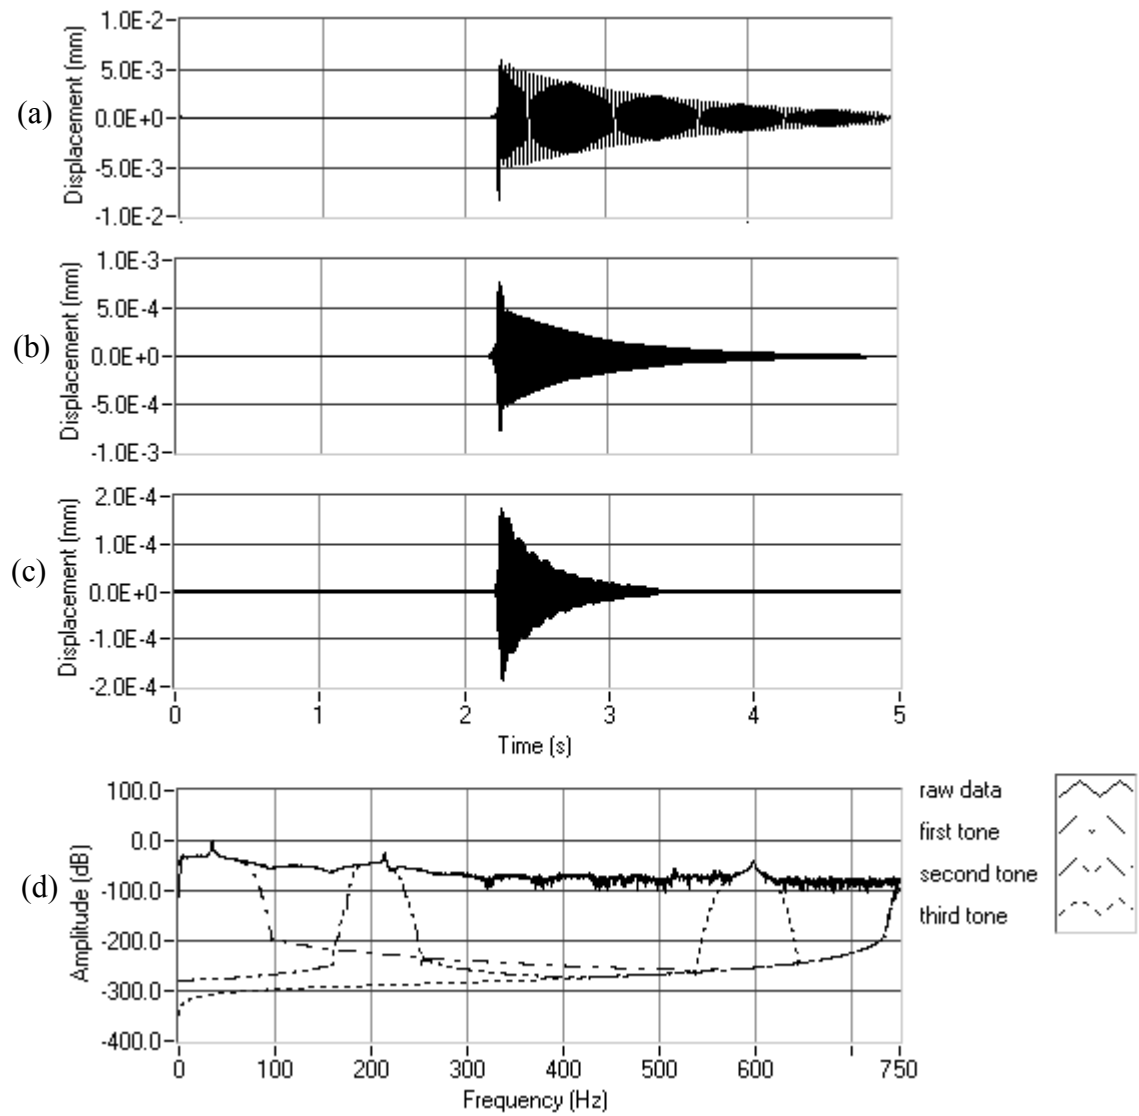 (a)
Displacement (mm)
1.0E-2
5.0E-3
0.0E+0
-5.0E-3
-1.0E-2
(b)
Displacement (mm)
1.0E-3
5.0E-4
0.0E+0
-5.0E-4
-1.0E-3
(c)
Displacement (mm)
2.0E-4
1.0E-4
0.0E+0
-1.0E-4
-2.0E-4
0 1 2 3 4 5
Time (s)
(d)
Amplitude (dB)
100.0
0.0
-100.0
-200.0
-300.0
-400.0
0 100 200 300 400 500 600 750
Frequency (Hz)
raw data
first tone
second tone
third tone